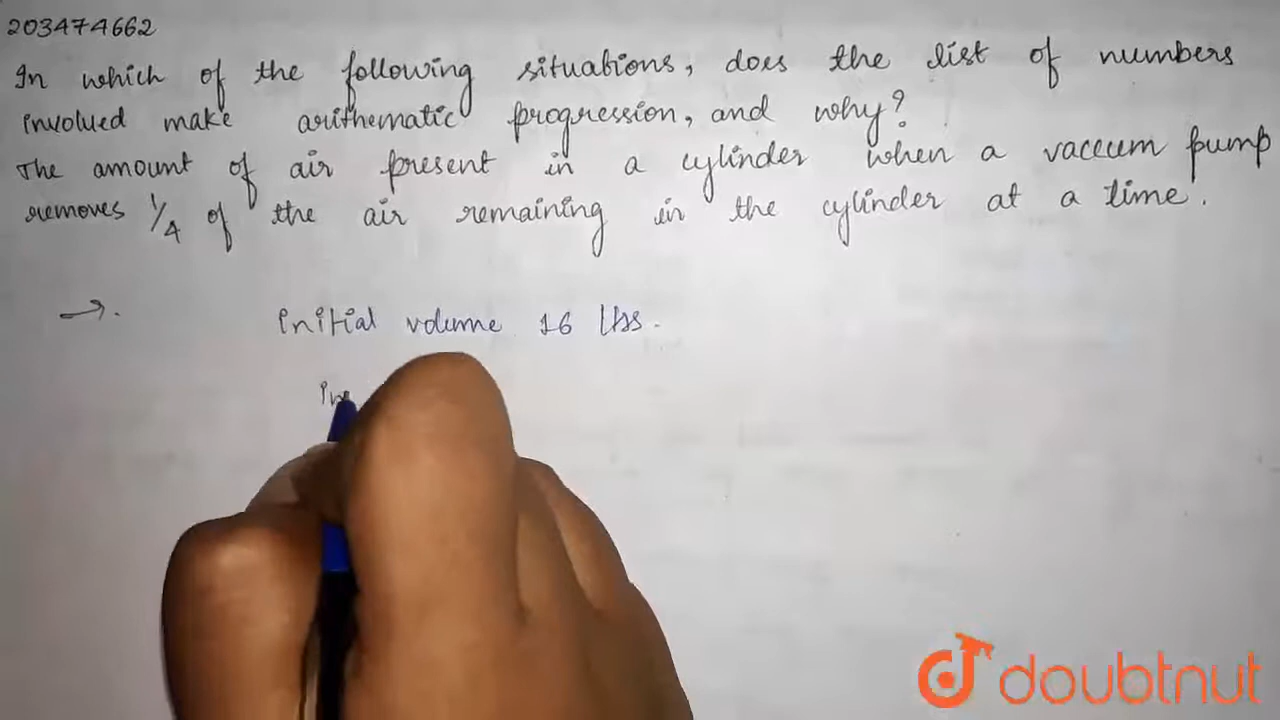 203474662
In which of the following situations, does the list of numbers
involved make arithematic progression, and why?
The amount of air present in a cylinder when a vaccum pump
removes 1/4 of the air remaining in the cylinder at a time.
→. initial volume 16 ltrs.
doubtnut